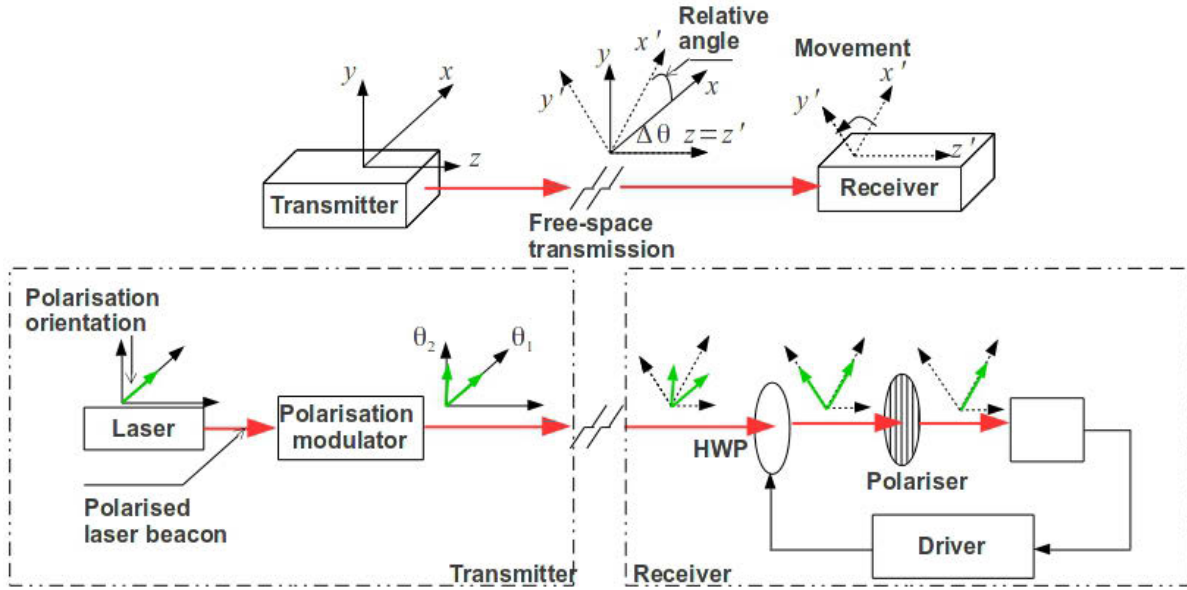 Relative
angle
Movement
y
x
z
y'
y
x'
x
Δθ z=z'
y'
x'
z'
Transmitter
Free-space
transmission
Receiver
Polarisation
orientation
θ2
θ1
Laser
Polarisation
modulator
HWP
Polariser
Polarised
laser beacon
Driver
Transmitter
Receiver